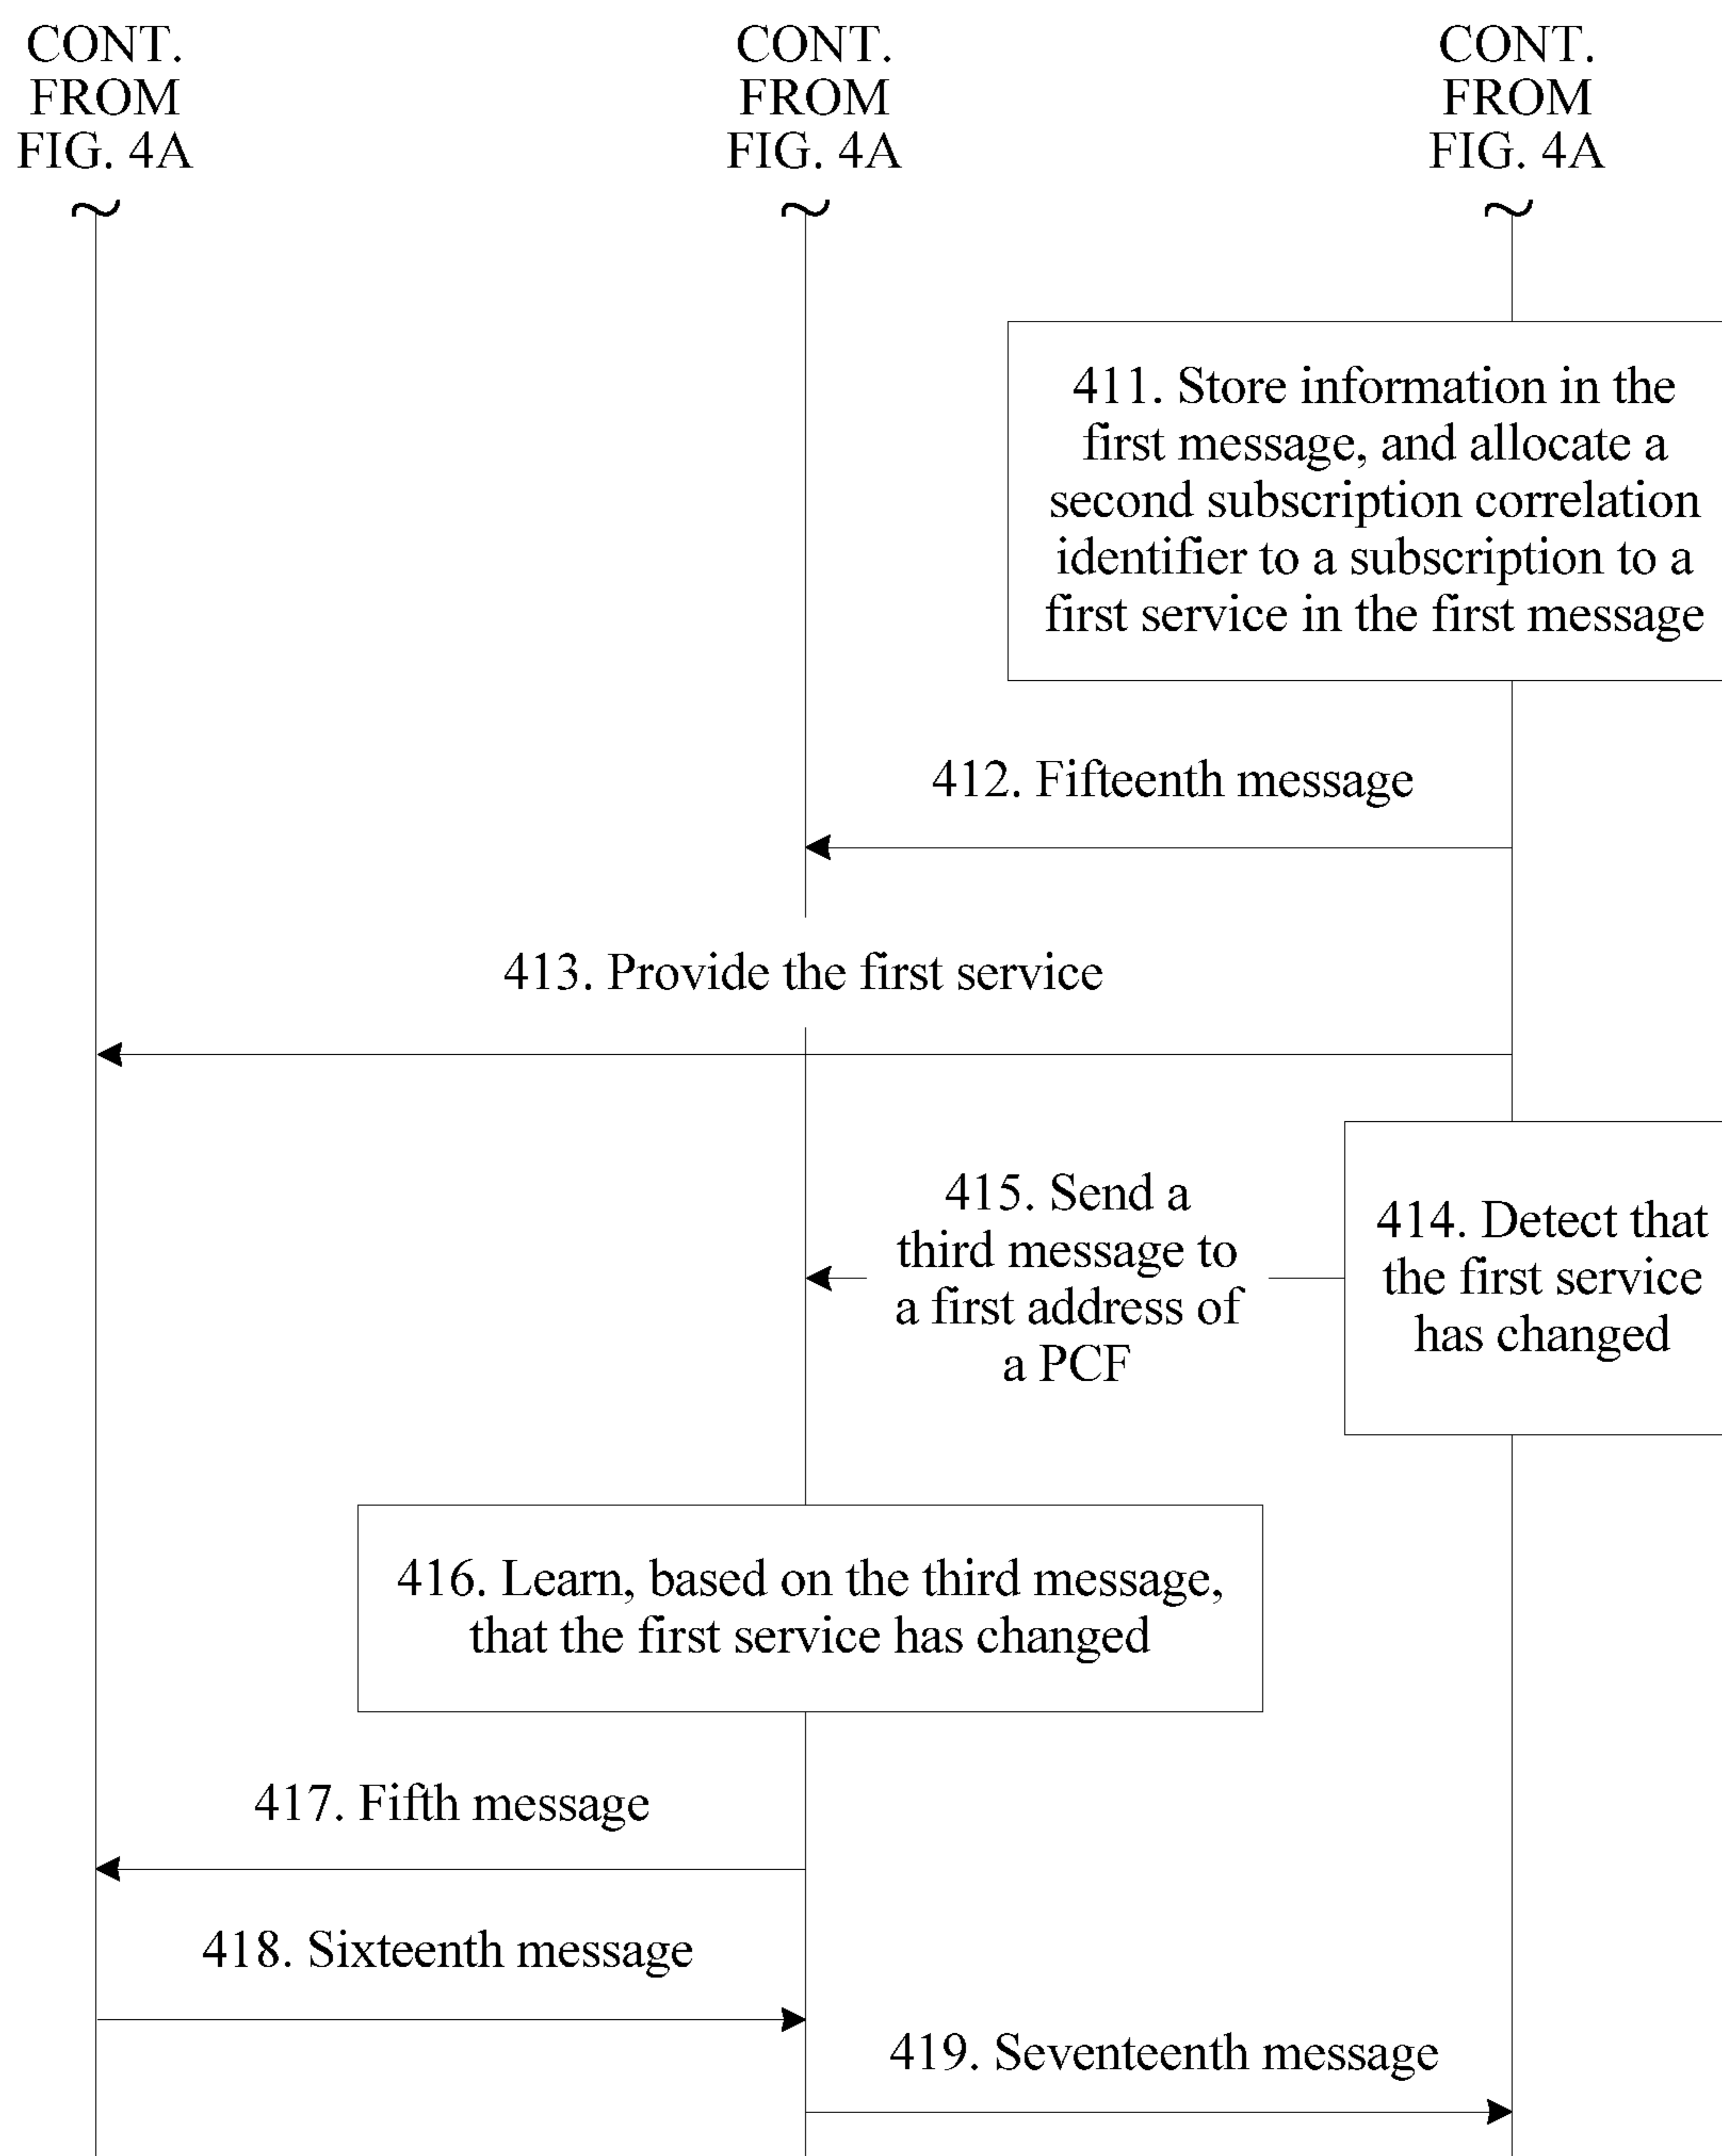 CONT.
FROM
FIG. 4A
CONT.
FROM
FIG. 4A
CONT.
FROM
FIG. 4A
411. Store information in the
first message, and allocate a
second subscription correlation
identifier to a subscription to a
first service in the first message
412. Fifteenth message
413. Provide the first service
414. Detect that
the first service
has changed
415. Send a
third message to
a first address of
a PCF
416. Learn, based on the third message,
that the first service has changed
417. Fifth message
418. Sixteenth message
419. Seventeenth message